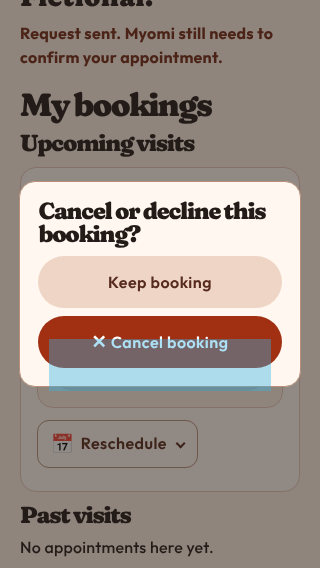 Request sent. Myomi still needs to
confirm your appointment.
My bookings
Upcoming visits
Cancel or decline this
booking?
Keep booking
✕ Cancel booking
📅 Reschedule
Past visits
No appointments here yet.